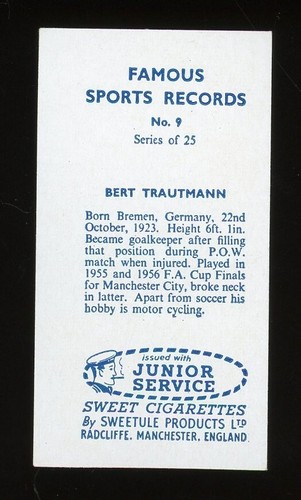 FAMOUS
SPORTS RECORDS
No. 9
Series of 25
BERT TRAUTMANN
Born Bremen, Germany, 22nd
October, 1923. Height 6ft. 1in.
Became goalkeeper after filling
that position during P.O.W.
match when injured. Played in
1955 and 1956 F.A. Cup Finals
for Manchester City, broke neck
in latter. Apart from soccer his
hobby is motor cycling.
issued with
JUNIOR
SERVICE
SWEET CIGARETTES
By SWEETULE PRODUCTS LTD
RADCLIFFE, MANCHESTER, ENGLAND.